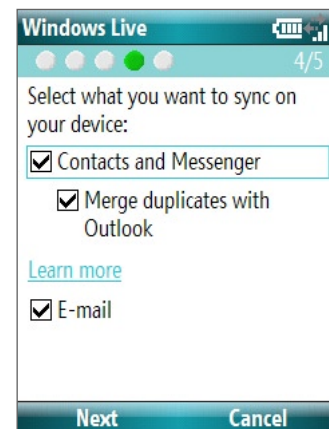 Windows Live
4/5
Select what you want to sync on
your device:
Contacts and Messenger
Merge duplicates with
Outlook
Learn more
E-mail
Next Cancel